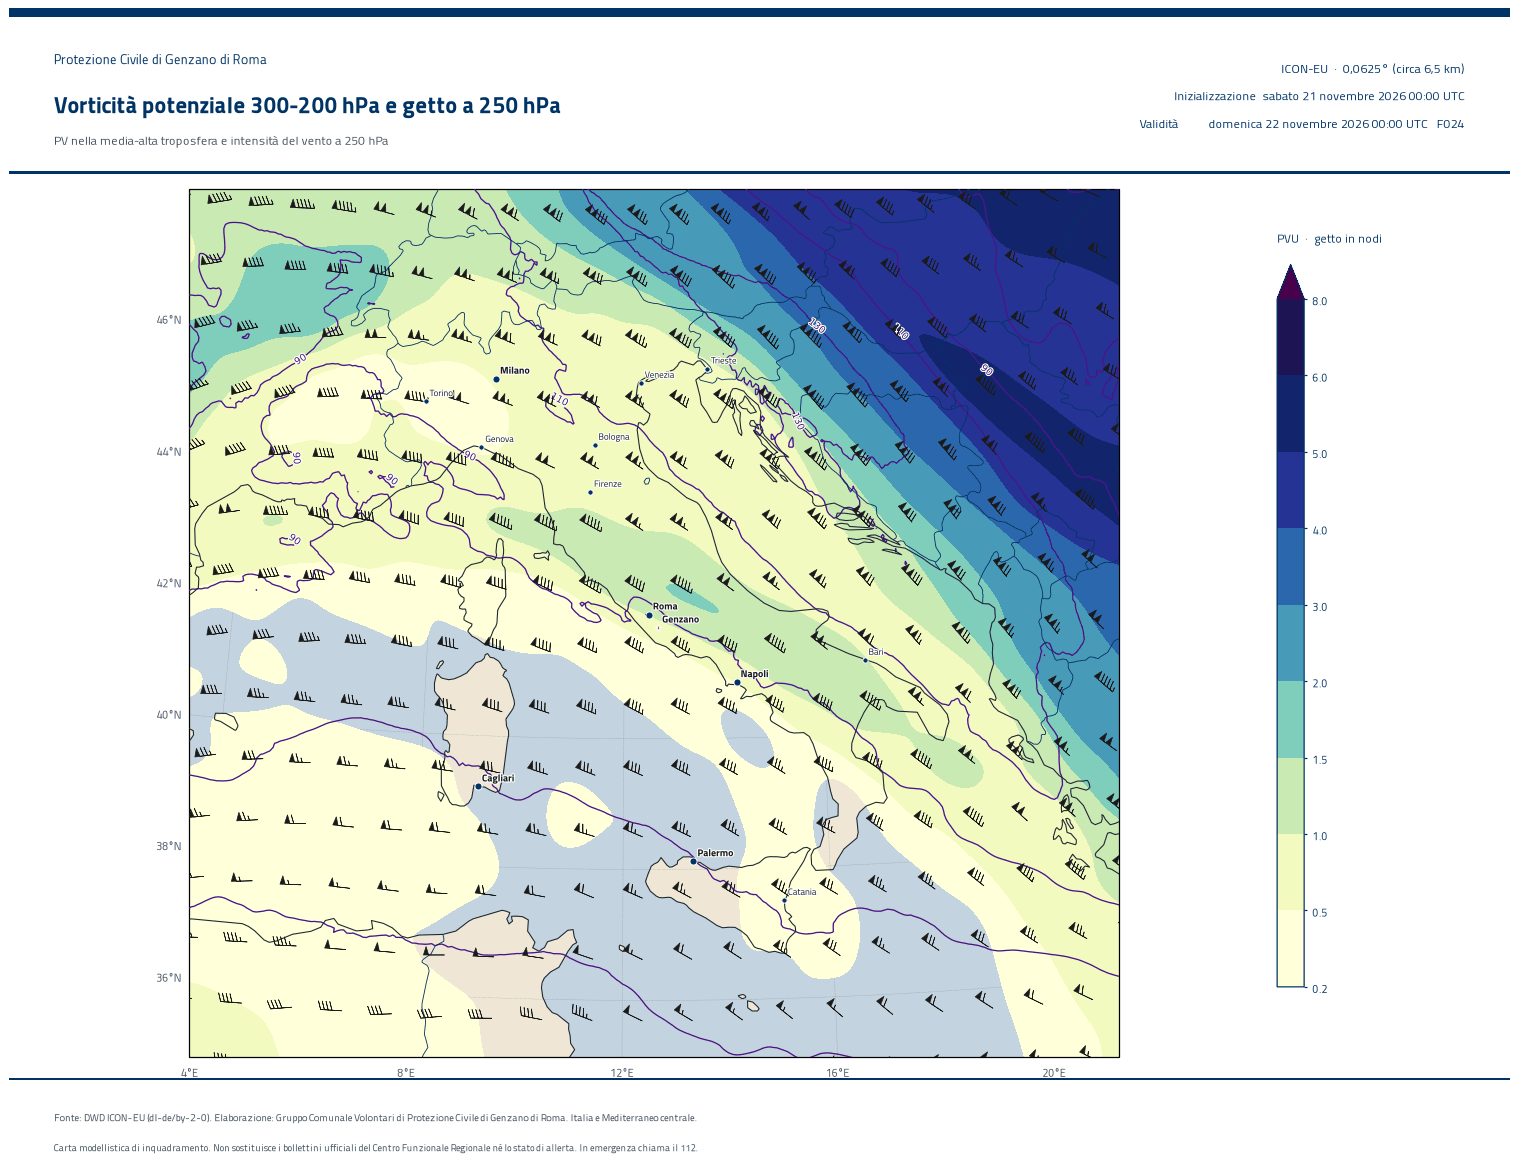 Protezione Civile di Genzano di Roma
Vorticità potenziale 300-200 hPa e getto a 250 hPa
PV nella media-alta troposfera e intensità del vento a 250 hPa
ICON-EU · 0,0625° (circa 6,5 km)
Inizializzazione sabato 21 novembre 2026 00:00 UTC
Validità domenica 22 novembre 2026 00:00 UTC F024
PVU · getto in nodi
8.0
6.0
5.0
4.0
3.0
2.0
1.5
1.0
0.5
0.2
46°N
44°N
42°N
40°N
38°N
36°N
4°E
8°E
12°E
16°E
20°E
130
110
90
90
110
130
90
90
90
90
Trieste
Venezia
Milano
Torino
Genova
Bologna
Firenze
Roma
Genzano
Bari
Napoli
Cagliari
Palermo
Catania
Fonte: DWD ICON-EU (dl-de/by-2-0). Elaborazione: Gruppo Comunale Volontari di Protezione Civile di Genzano di Roma. Italia e Mediterraneo centrale.
Carta modellistica di inquadramento. Non sostituisce i bollettini ufficiali del Centro Funzionale Regionale né lo stato di allerta. In emergenza chiama il 112.